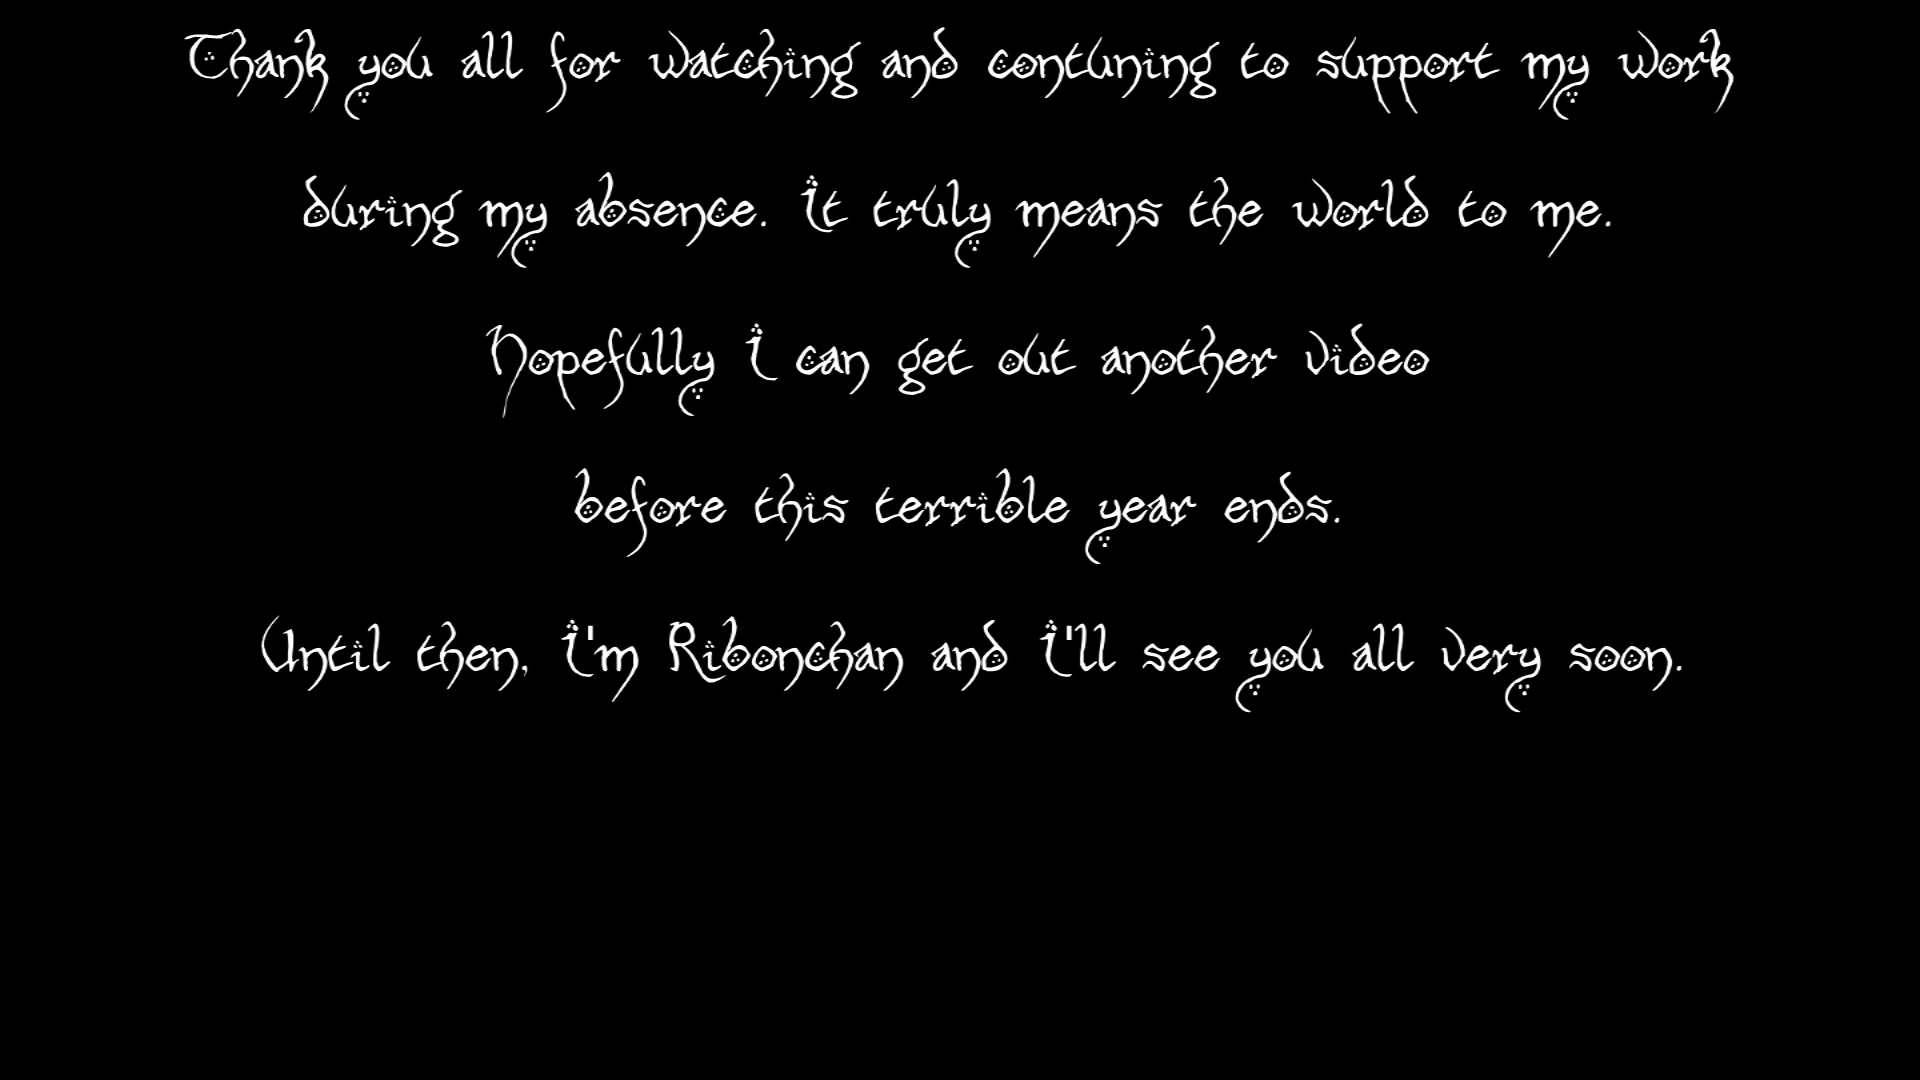 Thank you all for watching and contuning to support my work
during my absence. It truly means the world to me.
Hopefully I can get out another video
before this terrible year ends.
Until then, I'm Ribonchan and I'll see you all very soon.